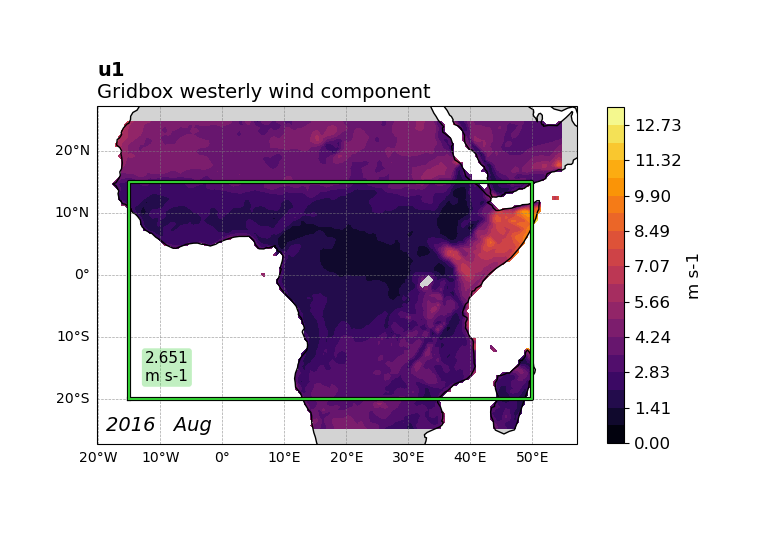 u1
Gridbox westerly wind component
20°N
10°N
0°
10°S
20°S
20°W 10°W 0° 10°E 20°E 30°E 40°E 50°E
2.651
m s-1
2016 Aug
12.73
11.32
9.90
8.49
7.07
5.66
4.24
2.83
1.41
0.00
m s-1